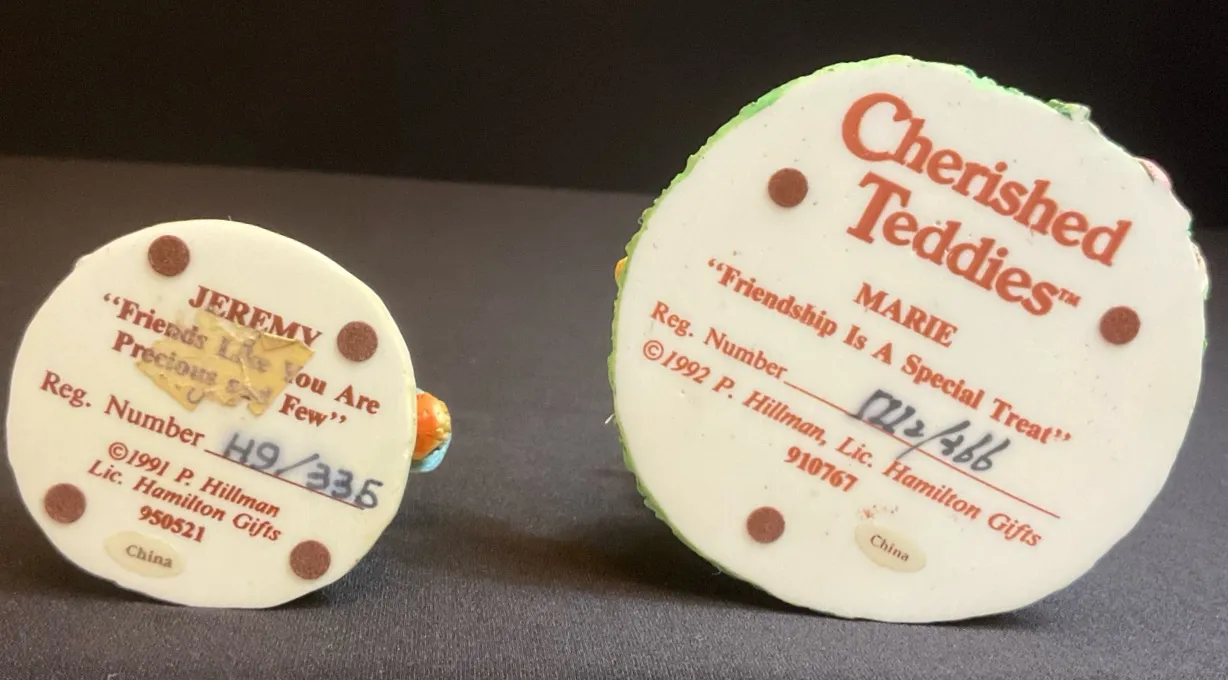 JEREMY
“Friends Like You Are
Precious Few”
Reg. Number H9/335
©1991 P. Hillman
Lic. Hamilton Gifts
950521
China
Cherished
Teddies™
MARIE
“Friendship Is A Special Treat”
Reg. Number
©1992 P. Hillman, Lic. Hamilton Gifts
910767
China